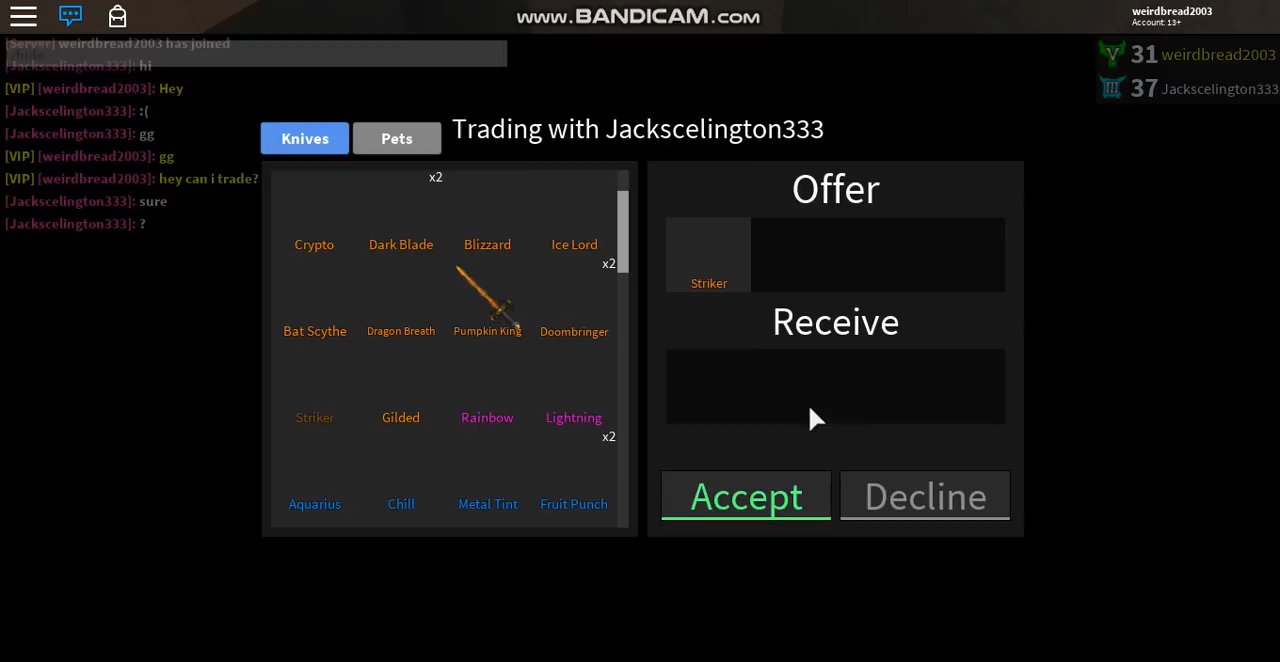 www.BANDICAM.com
weirdbread2003
Account: 13+
[Server] weirdbread2003 has joined
[Jackscelington333]: hi
[VIP] [weirdbread2003]: Hey
[Jackscelington333]: :(
[Jackscelington333]: gg
[VIP] [weirdbread2003]: gg
[VIP] [weirdbread2003]: hey can i trade?
[Jackscelington333]: sure
[Jackscelington333]: ?
V 31 weirdbread2003
III 37 Jackscelington333
Knives Pets Trading with Jackscelington333
x2
Crypto Dark Blade Blizzard Ice Lord
x2
Bat Scythe Dragon Breath Pumpkin King Doombringer
Striker Gilded Rainbow Lightning
x2
Aquarius Chill Metal Tint Fruit Punch
Offer
Striker
Receive
Accept Decline